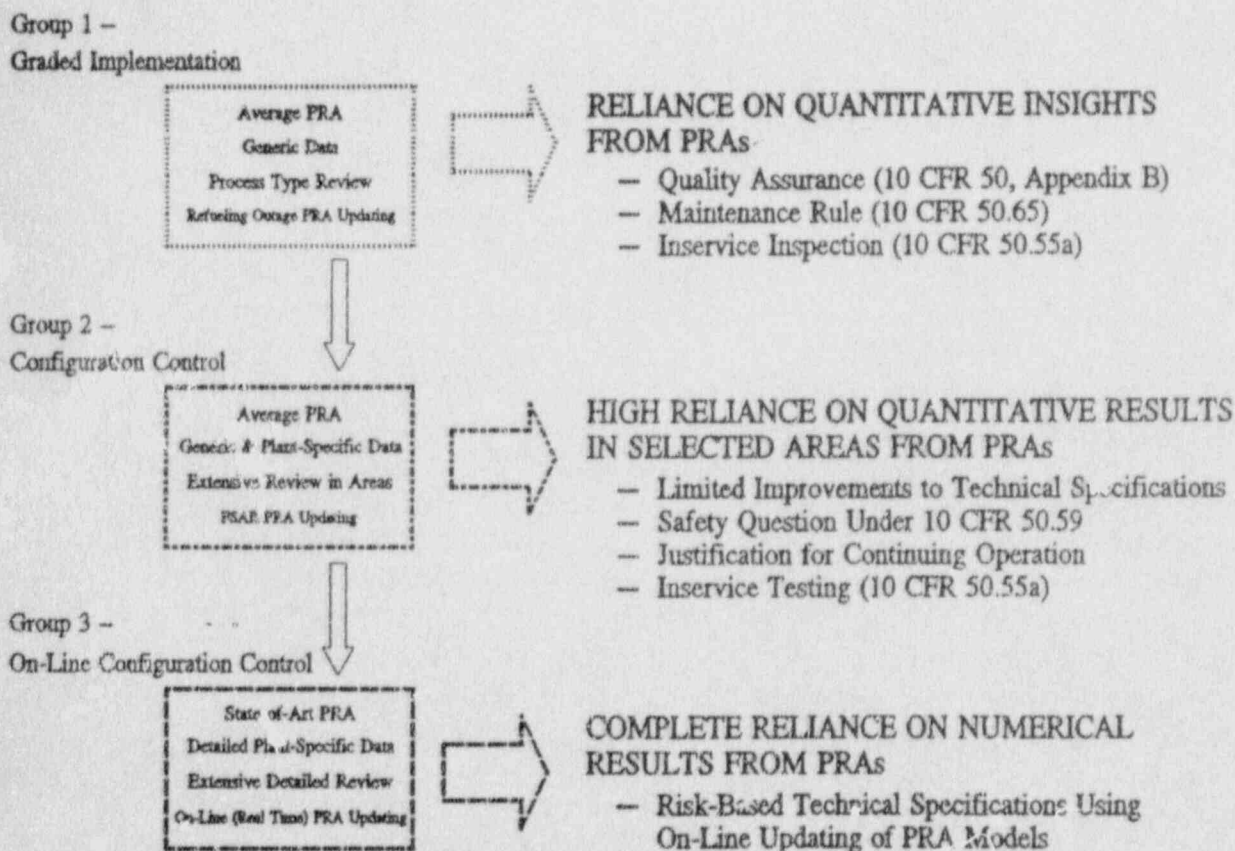 Group 1 –
Graded Implementation
Average PRA
Generic Data
Process Type Review
Refueling Outage PRA Updating
RELIANCE ON QUANTITATIVE INSIGHTS
FROM PRAs
– Quality Assurance (10 CFR 50, Appendix B)
– Maintenance Rule (10 CFR 50.65)
– Inservice Inspection (10 CFR 50.55a)
Group 2 –
Configuration Control
Average PRA
Generic & Plant-Specific Data
Extensive Review in Areas
PRA Updating
HIGH RELIANCE ON QUANTITATIVE RESULTS
IN SELECTED AREAS FROM PRAs
– Limited Improvements to Technical Specifications
– Safety Question Under 10 CFR 50.59
– Justification for Continuing Operation
– Inservice Testing (10 CFR 50.55a)
Group 3 –
On-Line Configuration Control
State of-Art PRA
Detailed Plant-Specific Data
Extensive Detailed Review
On-Line (Real Time) PRA Updating
COMPLETE RELIANCE ON NUMERICAL
RESULTS FROM PRAs
– Risk-Based Technical Specifications Using
On-Line Updating of PRA Models